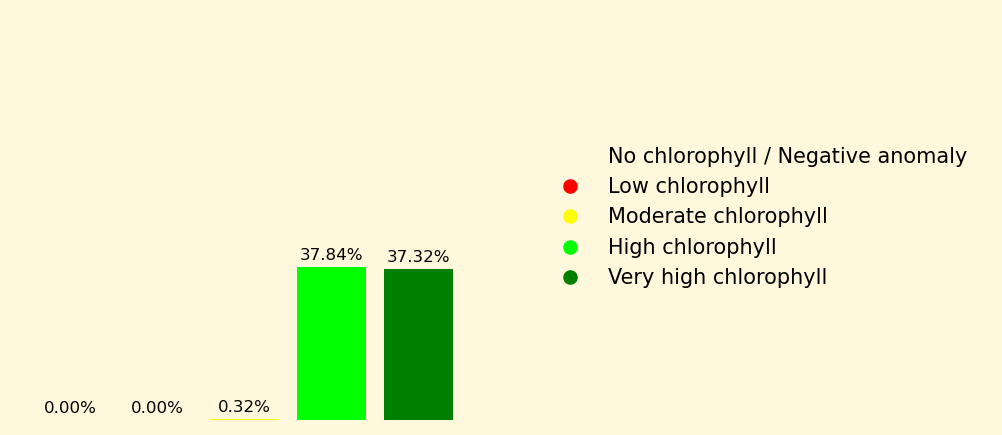 No chlorophyll / Negative anomaly
Low chlorophyll
Moderate chlorophyll
High chlorophyll
Very high chlorophyll
37.84%
37.32%
0.00%
0.00%
0.32%